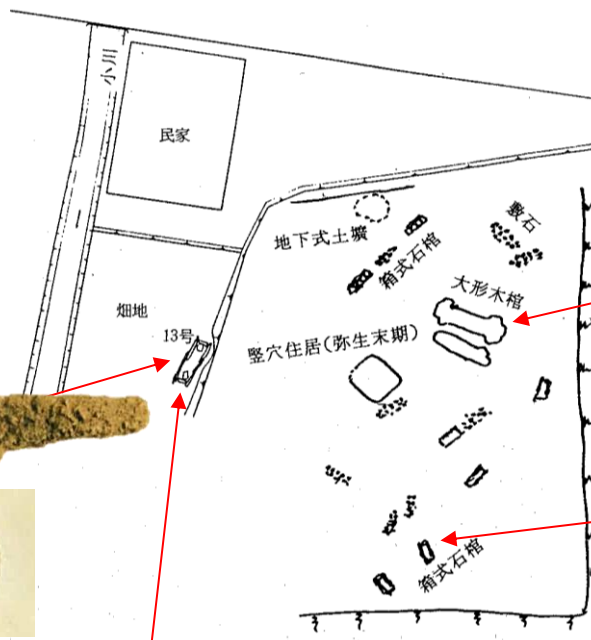 小川
民家
地下式土壙
箱式石棺
敷石
大形木棺
畑地
13号
竪穴住居(弥生末期)
箱式石棺